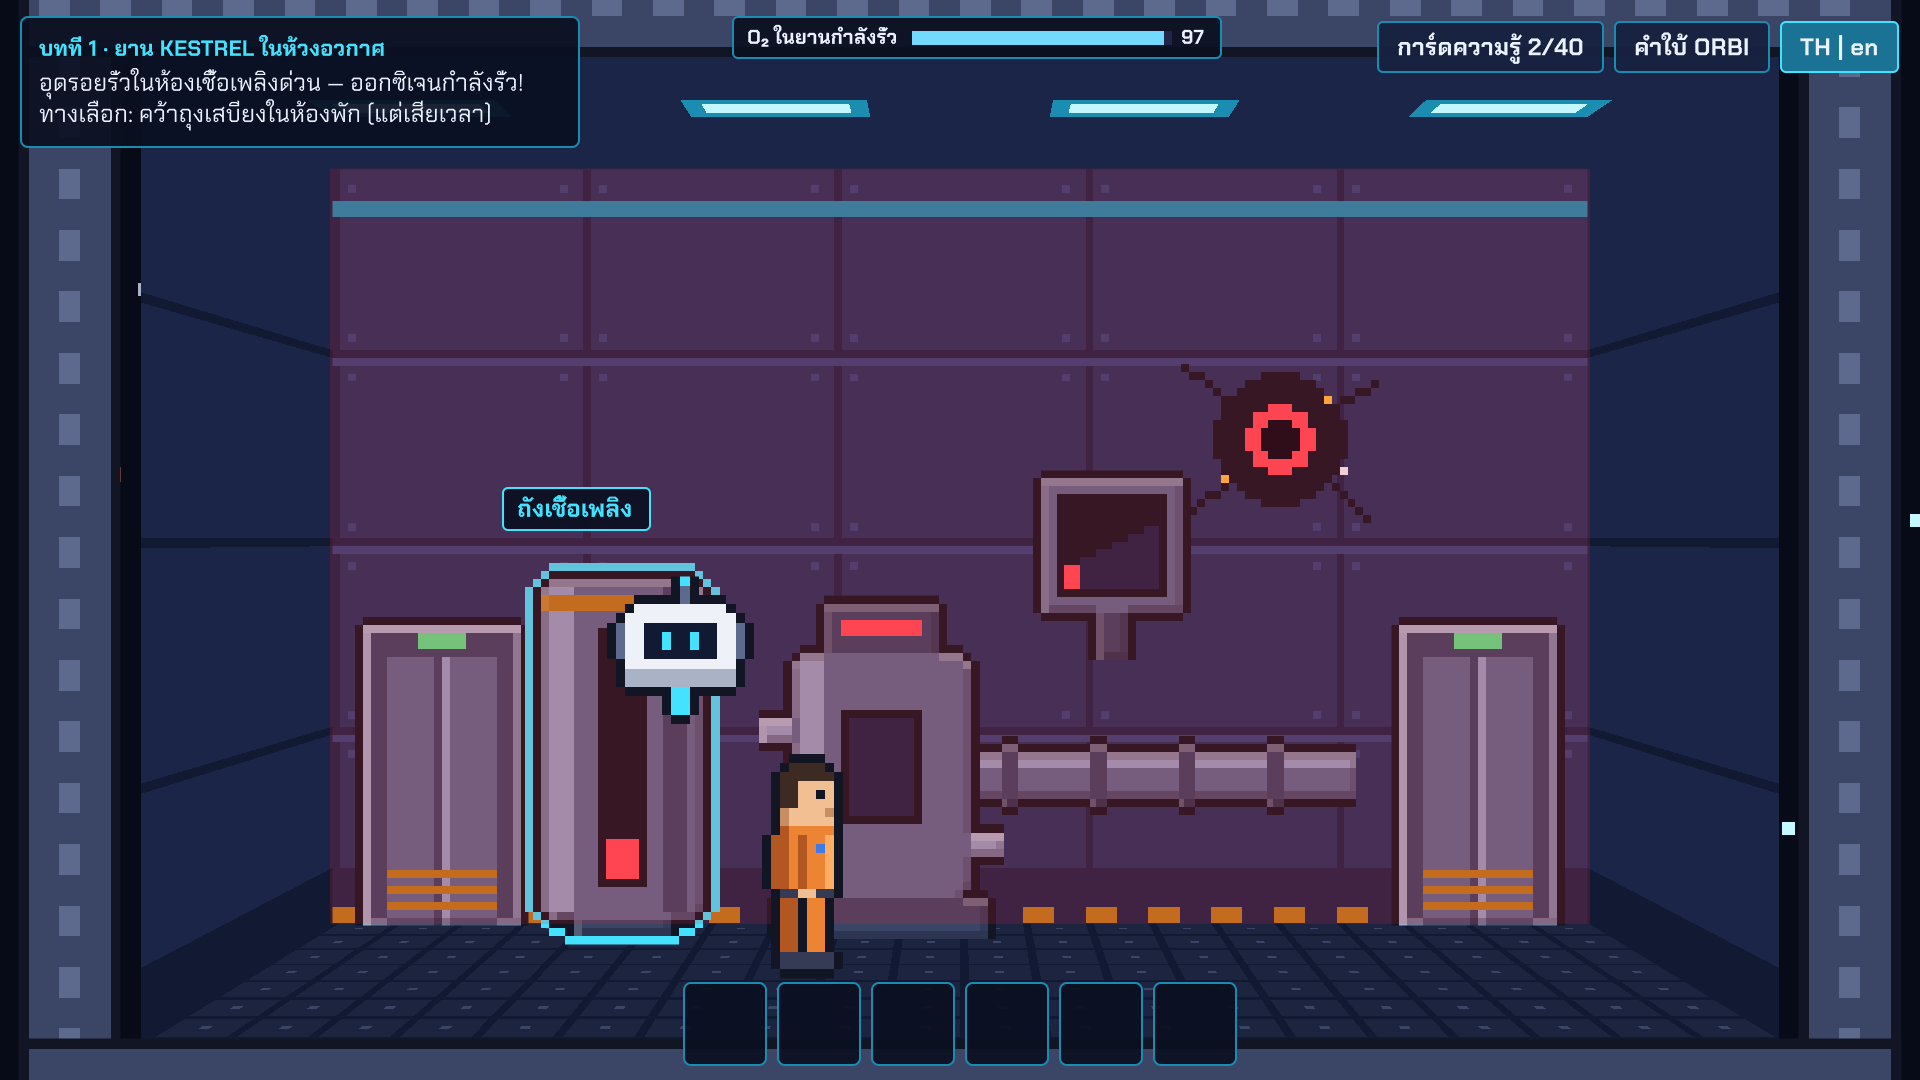 บทที่ 1 · ยาน KESTREL ในห้วงอวกาศ
อุดรอยรั่วในห้องเชื้อเพลิงด่วน — ออกซิเจนกำลังรั่ว!
ทางเลือก: คว้าถุงเสบียงในห้องพัก (แต่เสียเวลา)
O₂ ในยานกำลังรั่ว 97
การ์ดความรู้ 2/40
คำใบ้ ORBI
TH | en
ถังเชื้อเพลิง